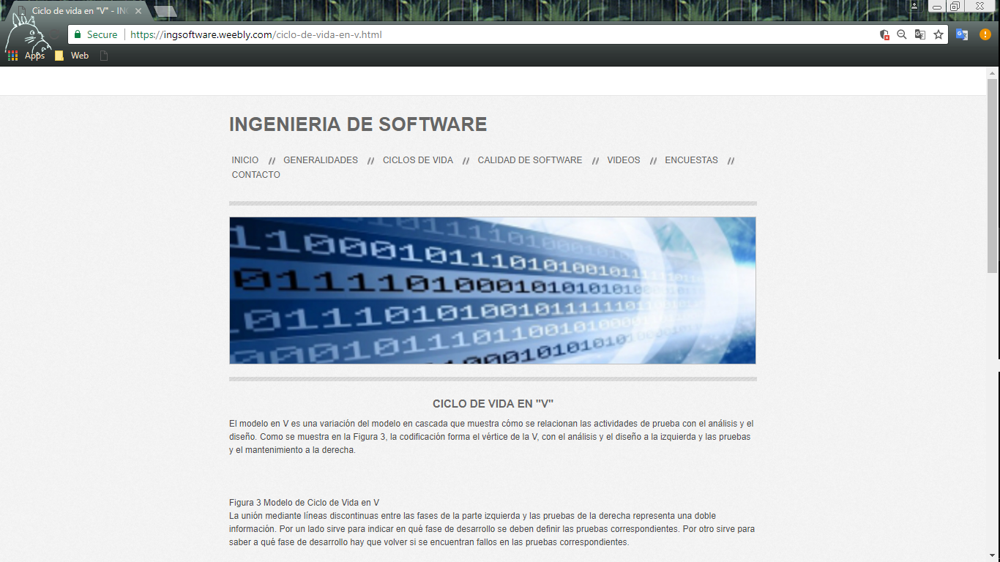 Ciclo de vida en "V" - IN
Secure
https://ingsoftware.weebly.com/ciclo-de-vida-en-v.html
Apps
Web
INGENIERIA DE SOFTWARE
INICIO // GENERALIDADES // CICLOS DE VIDA // CALIDAD DE SOFTWARE // VIDEOS // ENCUESTAS //
CONTACTO
CICLO DE VIDA EN "V"
El modelo en V es una variación del modelo en cascada que muestra cómo se relacionan las actividades de prueba con el análisis y el
diseño. Como se muestra en la Figura 3, la codificación forma el vértice de la V, con el análisis y el diseño a la izquierda y las pruebas
y el mantenimiento a la derecha.
Figura 3 Modelo de Ciclo de Vida en V
La unión mediante líneas discontinuas entre las fases de la parte izquierda y las pruebas de la derecha representa una doble
información. Por un lado sirve para indicar en qué fase de desarrollo se deben definir las pruebas correspondientes. Por otro sirve para
saber a qué fase de desarrollo hay que volver si se encuentran fallos en las pruebas correspondientes.